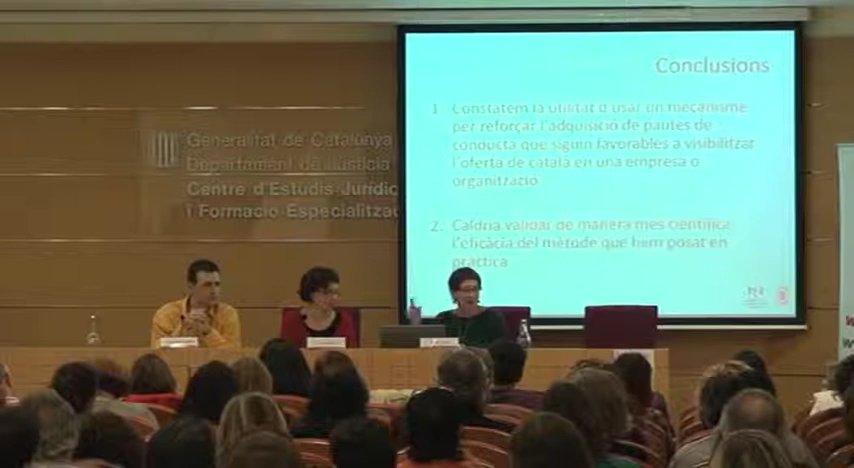 Generalitat de Catalunya
Departament de Justícia
Centre d'Estudis Jurídic
i Formació Especialitzad
Conclusions
1. Constatem la utilitat d'usar un mecanisme
per reforçar l'adquisició de pautes de
conducta que siguin favorables a visibilitzar
l'oferta de català en una empresa o
organització
2. Caldria validar de manera més científica
l'eficàcia del mètode que hem posat en
pràctica